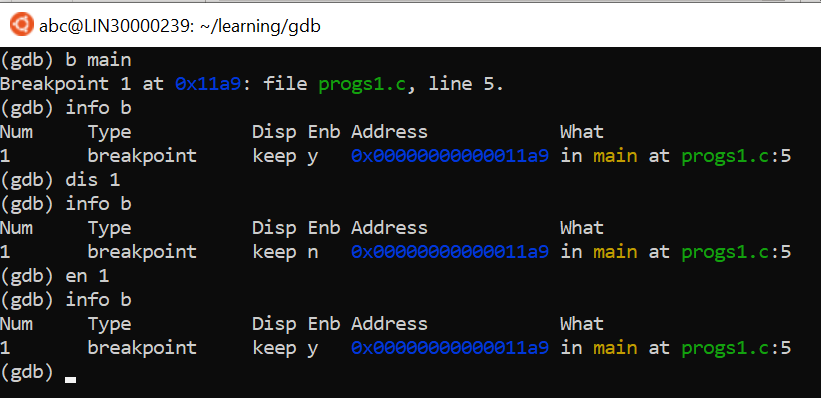 abc@LIN30000239: ~/learning/gdb
(gdb) b main
Breakpoint 1 at 0x11a9: file progs1.c, line 5.
(gdb) info b
Num     Type           Disp Enb Address            What
1       breakpoint     keep y   0x00000000000011a9 in main at progs1.c:5
(gdb) dis 1
(gdb) info b
Num     Type           Disp Enb Address            What
1       breakpoint     keep n   0x00000000000011a9 in main at progs1.c:5
(gdb) en 1
(gdb) info b
Num     Type           Disp Enb Address            What
1       breakpoint     keep y   0x00000000000011a9 in main at progs1.c:5
(gdb)